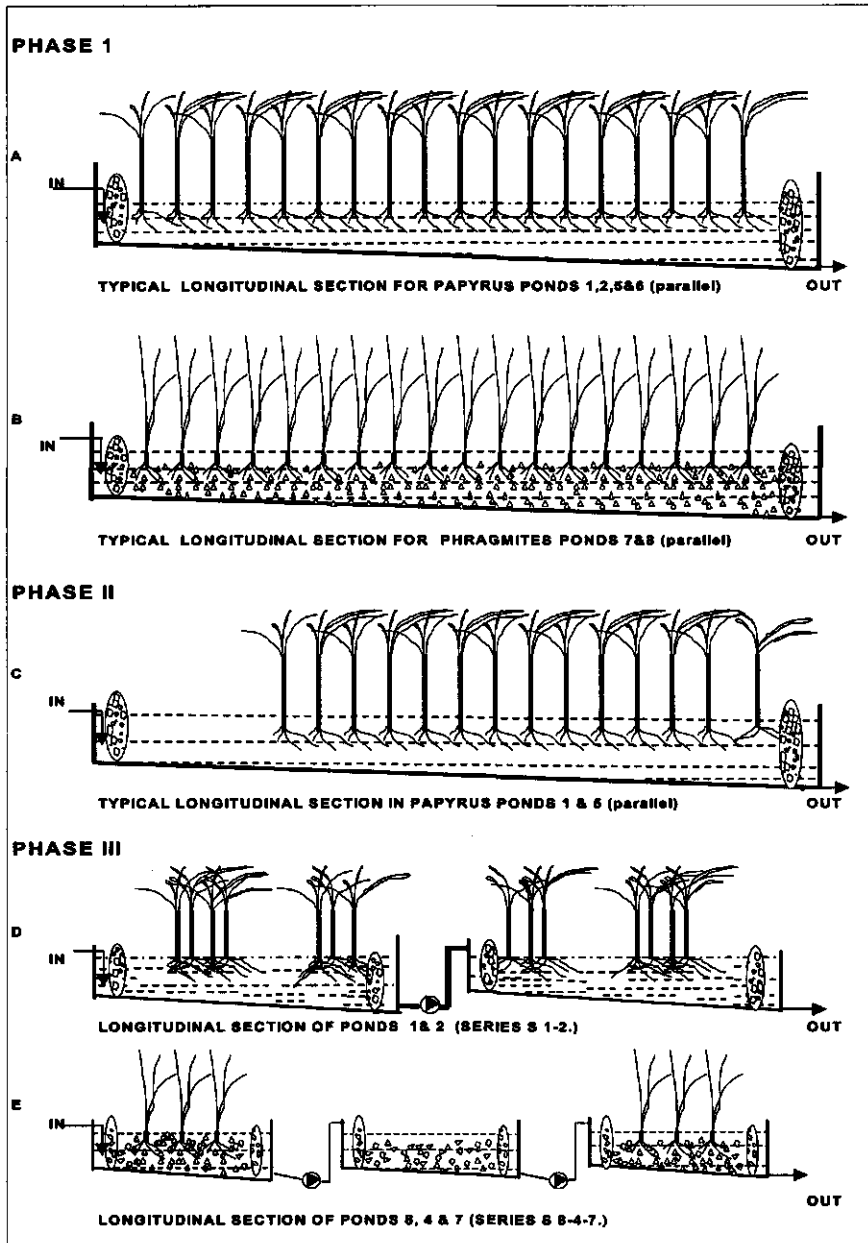 PHASE 1
A
IN
TYPICAL LONGITUDINAL SECTION FOR PAPYRUS PONDS 1,2,5&6 (parallel)
OUT
B
IN
TYPICAL LONGITUDINAL SECTION FOR PHRAGMITES PONDS 7&8 (parallel)
OUT
PHASE II
C
IN
TYPICAL LONGITUDINAL SECTION IN PAPYRUS PONDS 1 & 5 (parallel)
OUT
PHASE III
D
IN
LONGITUDINAL SECTION OF PONDS 1& 2 (SERIES S 1-2.)
OUT
E
IN
OUT
LONGITUDINAL SECTION OF PONDS 8, 4 & 7 (SERIES S 8-4-7.)